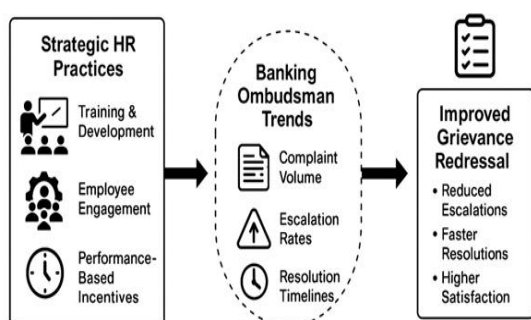 Strategic HR
Practices
Training &
Development
Employee
Engagement
Performance-
Based
Incentives
Banking
Ombudsman
Trends
Complaint
Volume
Escalation
Rates
Resolution
Timelines
Improved
Grievance
Redressal
• Reduced
Escalations
• Faster
Resolutions
• Higher
Satisfaction